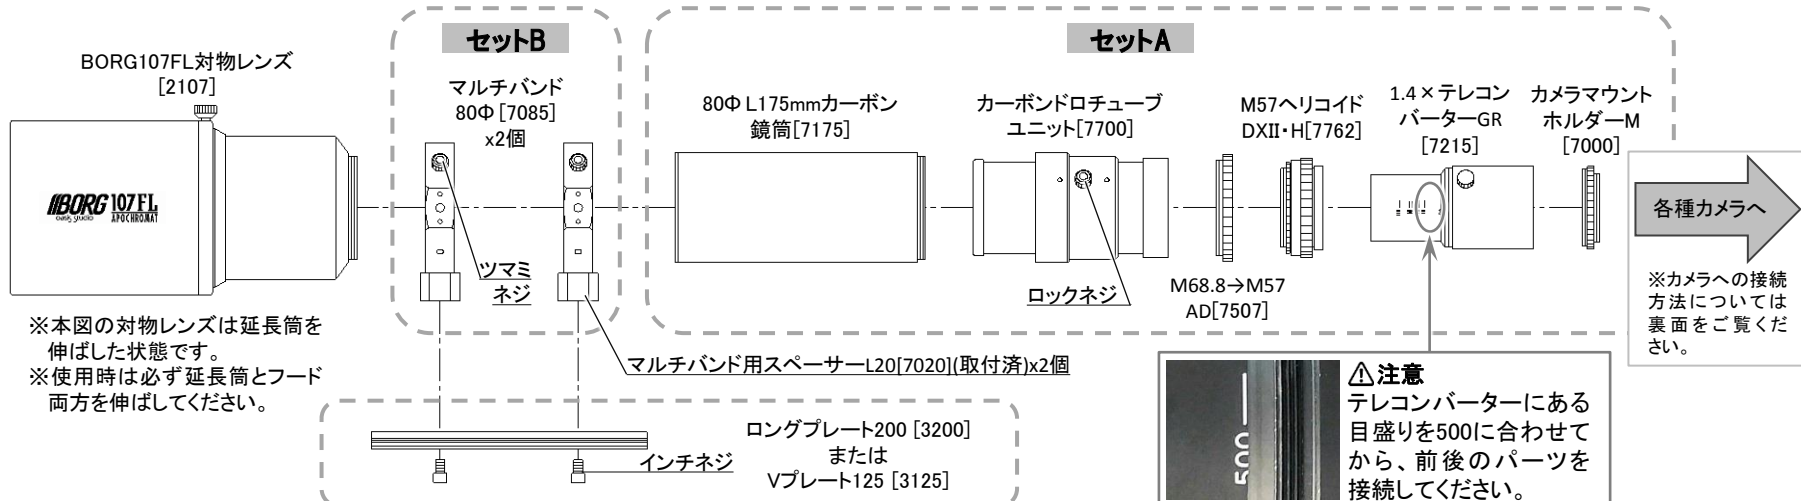 BORG107FL対物レンズ
[2107]
BORG 107FL
oasis studio
APOCHROMAT
※本図の対物レンズは延長筒を
伸ばした状態です。
※使用時は必ず延長筒とフード
両方を伸ばしてください。
セットB
マルチバンド
80Φ [7085]
x2個
ツマミ
ネジ
マルチバンド用スペーサーL20[7020](取付済)x2個
ロングプレート200 [3200]
または
Vプレート125 [3125]
インチネジ
セットA
80Φ L175mmカーボン
鏡筒[7175]
カーボンドロチューブ
ユニット[7700]
ロックネジ
M68.8→M57
AD[7507]
M57ヘリコイド
DXII・H[7762]
1.4×テレコン
バーターGR
[7215]
カメラマウント
ホルダーM
[7000]
各種カメラへ
※カメラへの接続
方法については
裏面をご覧くだ
さい。
500
⚠注意
テレコンバーターにある
目盛りを500に合わせて
から、前後のパーツを
接続してください。